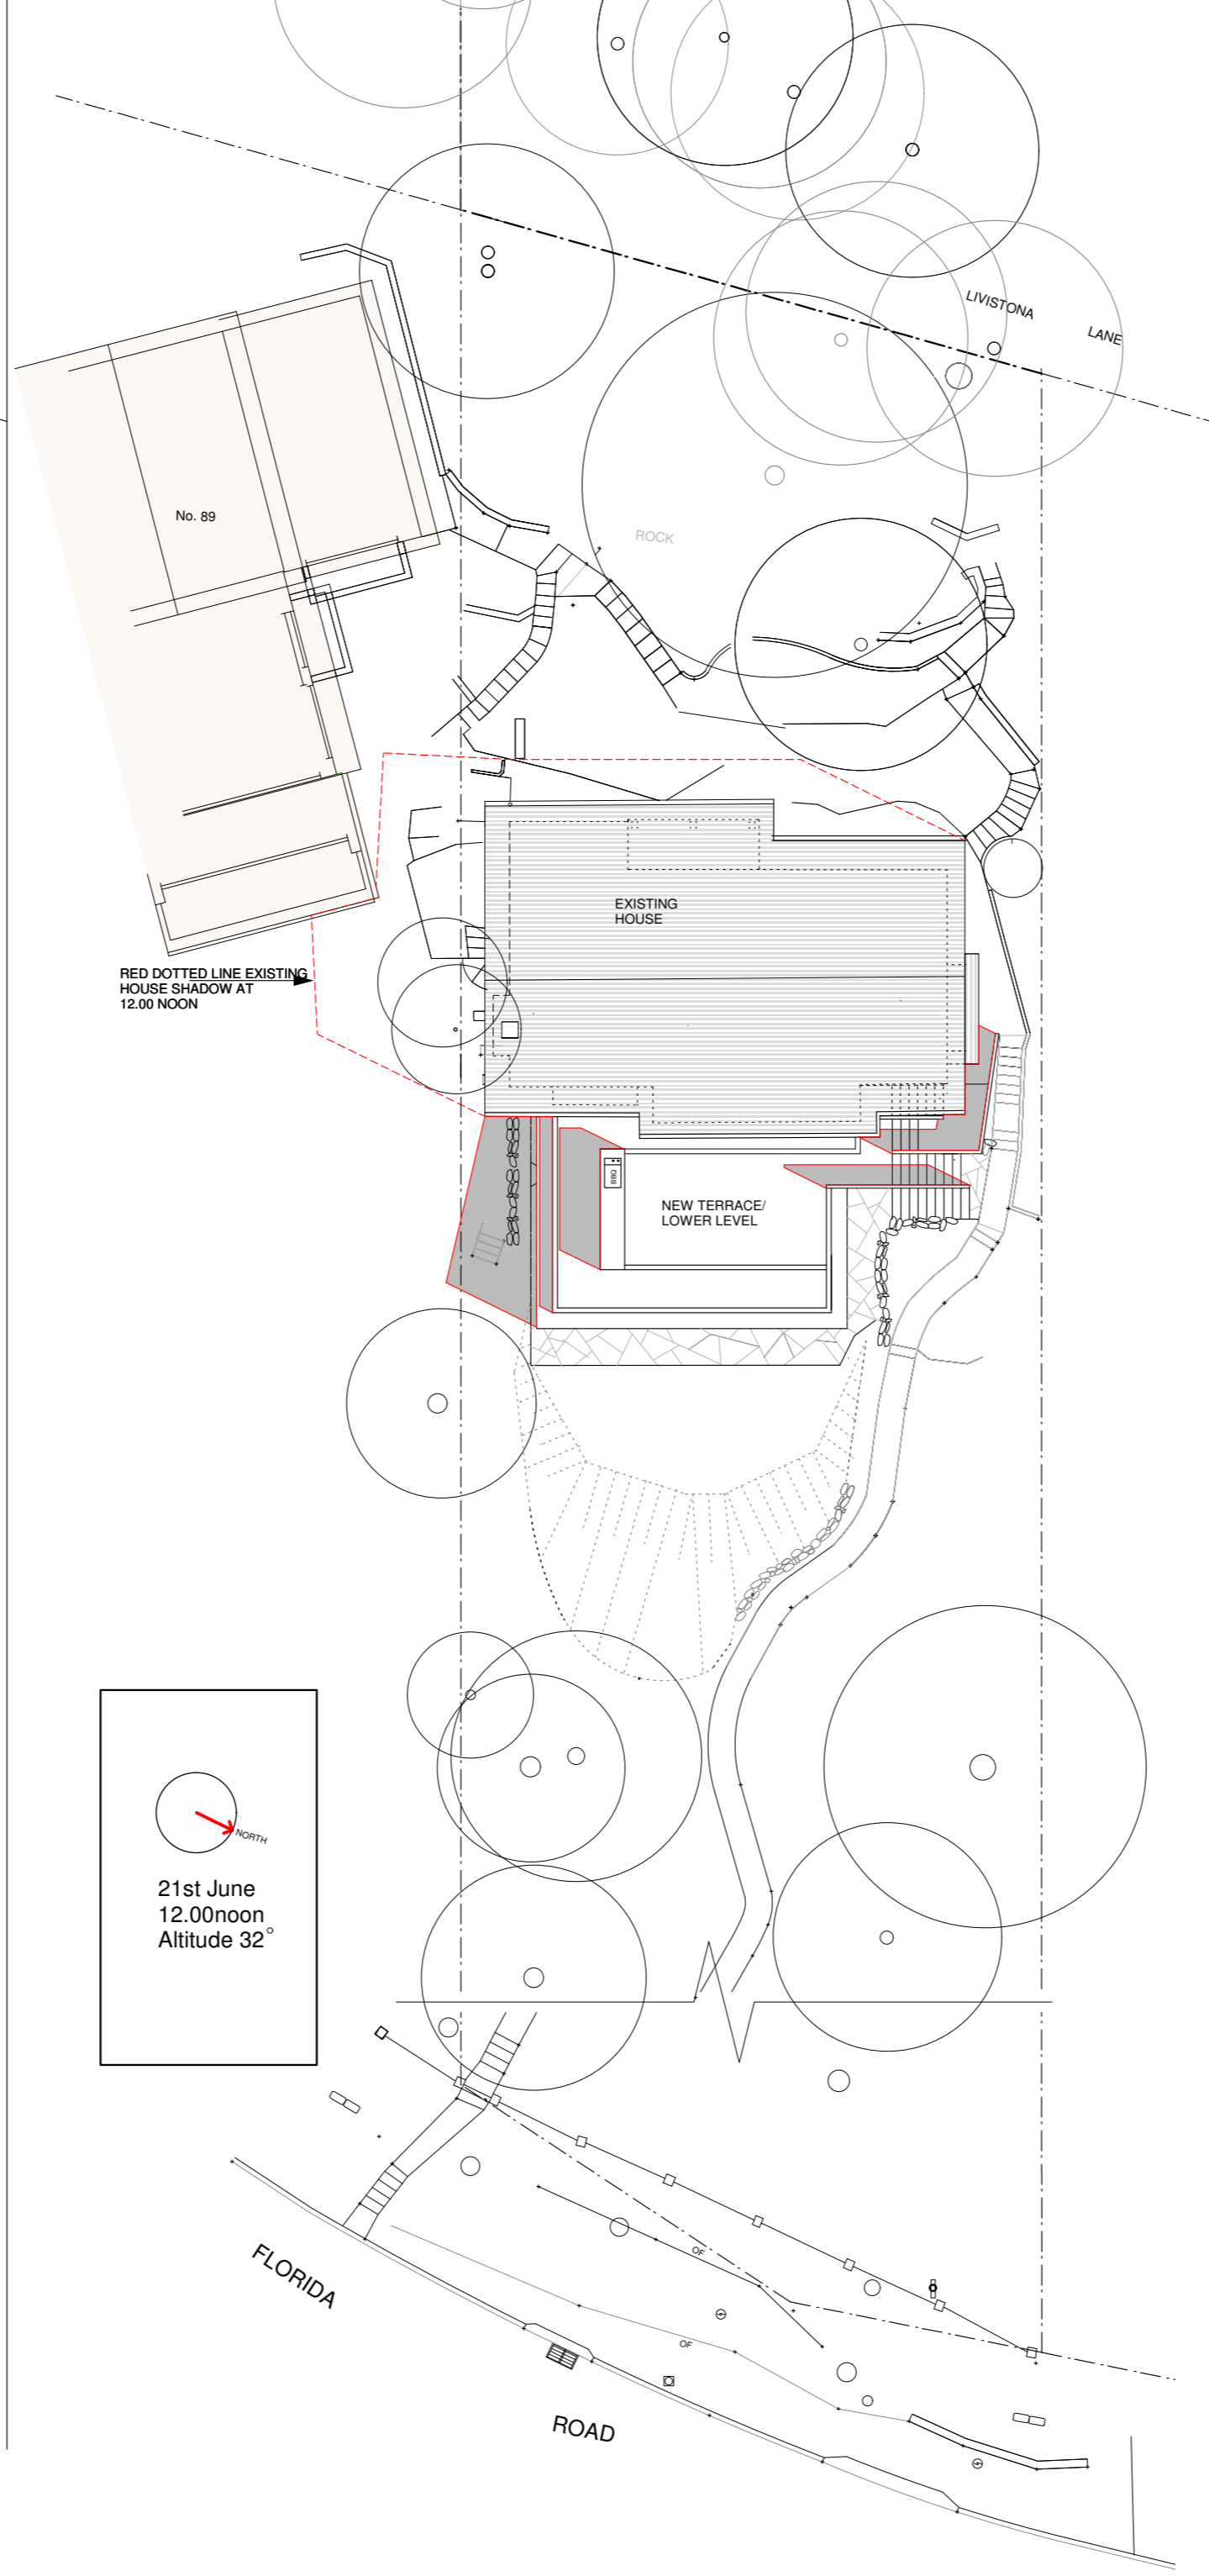 LIVISTONA
LANE
No. 89
ROCK
EXISTING
HOUSE
RED DOTTED LINE EXISTING
HOUSE SHADOW AT
12.00 NOON
BBQ
NEW TERRACE/
LOWER LEVEL
NORTH
21st June
12.00noon
Altitude 32°
OF
FLORIDA
OF
ROAD